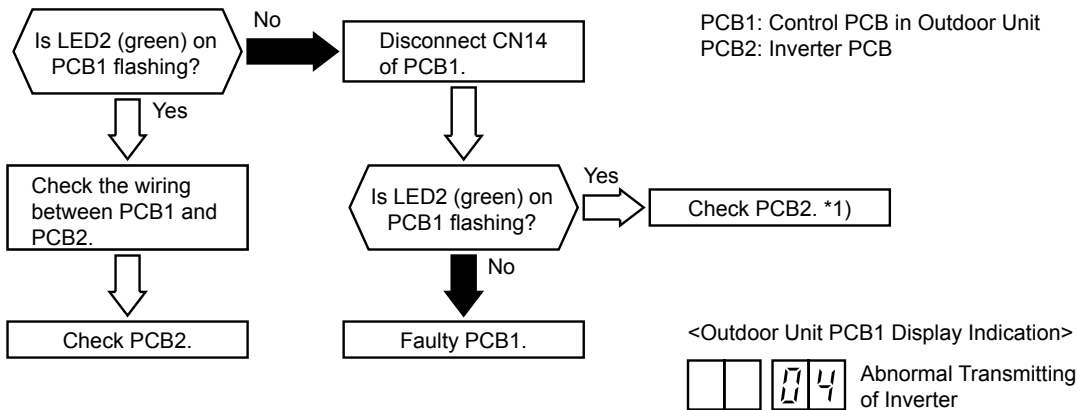 Is LED2 (green) on
PCB1 flashing?
No
Disconnect CN14
of PCB1.
PCB1: Control PCB in Outdoor Unit
PCB2: Inverter PCB
Yes
Check the wiring
between PCB1 and
PCB2.
Is LED2 (green) on
PCB1 flashing?
Yes
Check PCB2. *1)
No
Check PCB2.
Faulty PCB1.
<Outdoor Unit PCB1 Display Indication>
04
Abnormal Transmitting
of Inverter